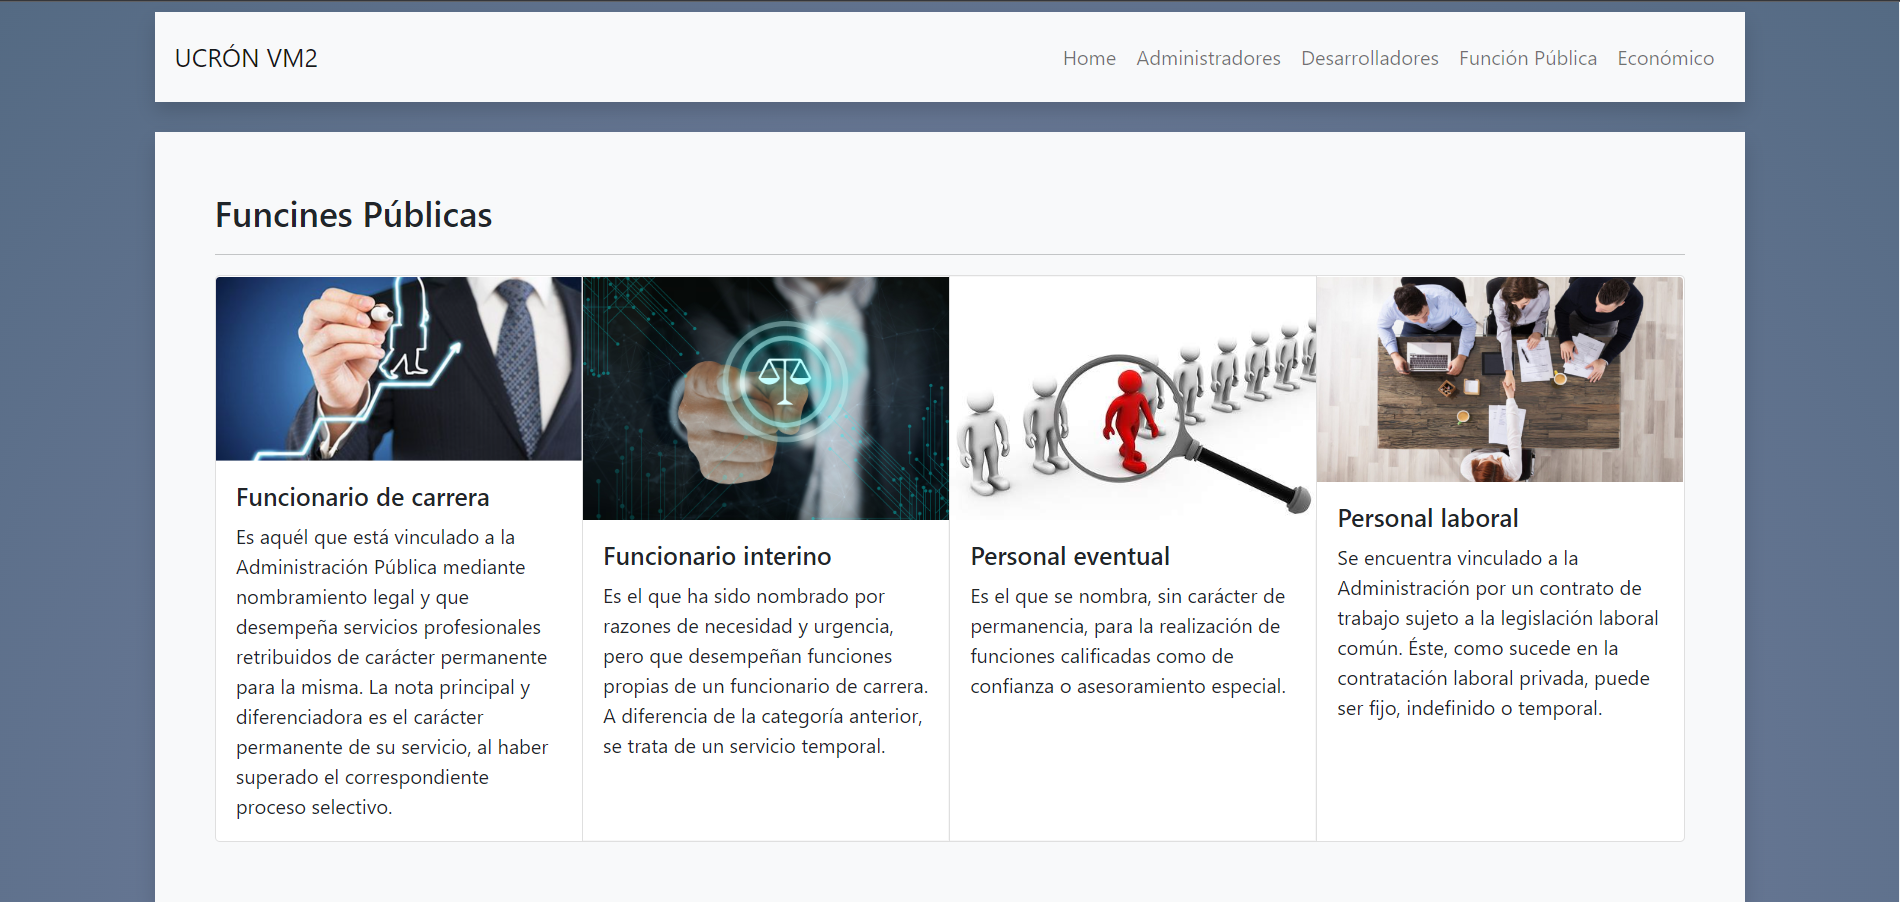 UCRÓN VM2
Home Administradores Desarrolladores Función Pública Económico
Funcines Públicas
Funcionario de carrera
Es aquél que está vinculado a la
Administración Pública mediante
nombramiento legal y que
desempeña servicios profesionales
retribuidos de carácter permanente
para la misma. La nota principal y
diferenciadora es el carácter
permanente de su servicio, al haber
superado el correspondiente
proceso selectivo.
Funcionario interino
Es el que ha sido nombrado por
razones de necesidad y urgencia,
pero que desempeñan funciones
propias de un funcionario de carrera.
A diferencia de la categoría anterior,
se trata de un servicio temporal.
Personal eventual
Es el que se nombra, sin carácter de
permanencia, para la realización de
funciones calificadas como de
confianza o asesoramiento especial.
Personal laboral
Se encuentra vinculado a la
Administración por un contrato de
trabajo sujeto a la legislación laboral
común. Éste, como sucede en la
contratación laboral privada, puede
ser fijo, indefinido o temporal.